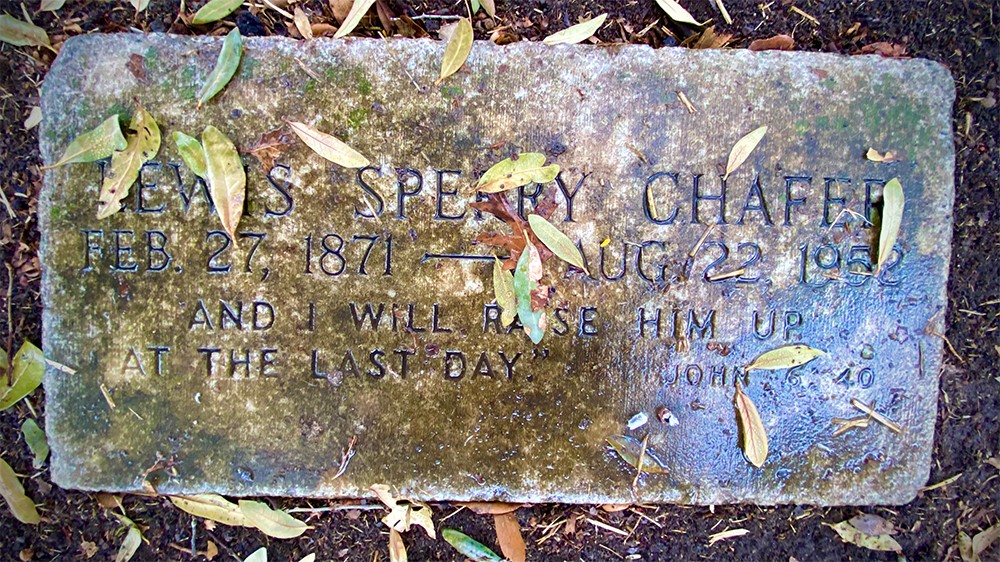 LEWIS SPERRY CHAFER
FEB. 27, 1871 — AUG. 22, 1952
AND I WILL RAISE HIM UP
AT THE LAST DAY."
JOHN 6:40